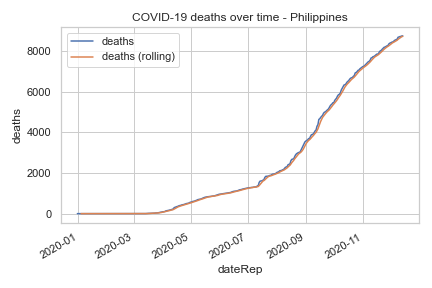 COVID-19 deaths over time - Philippines
deaths
deaths (rolling)
8000
6000
4000
2000
0
deaths
2020-01
2020-03
2020-05
2020-07
2020-09
2020-11
dateRep